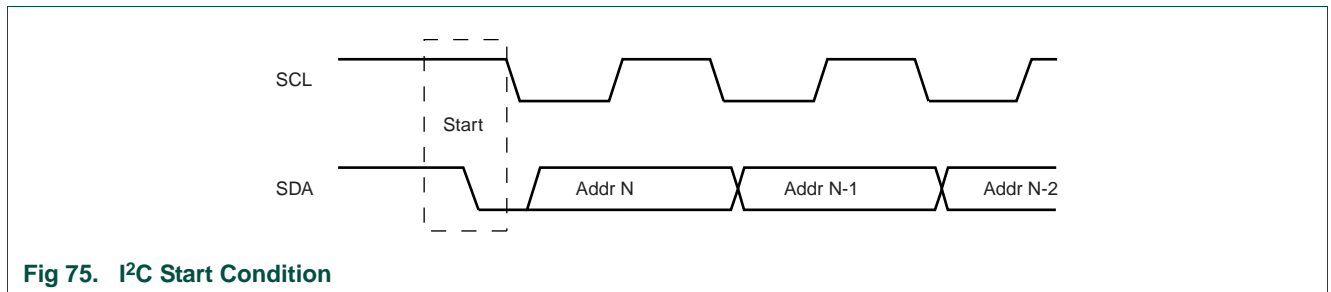 SCL
Start
SDA
Addr N
Addr N-1
Addr N-2
Fig 75. I²C Start Condition